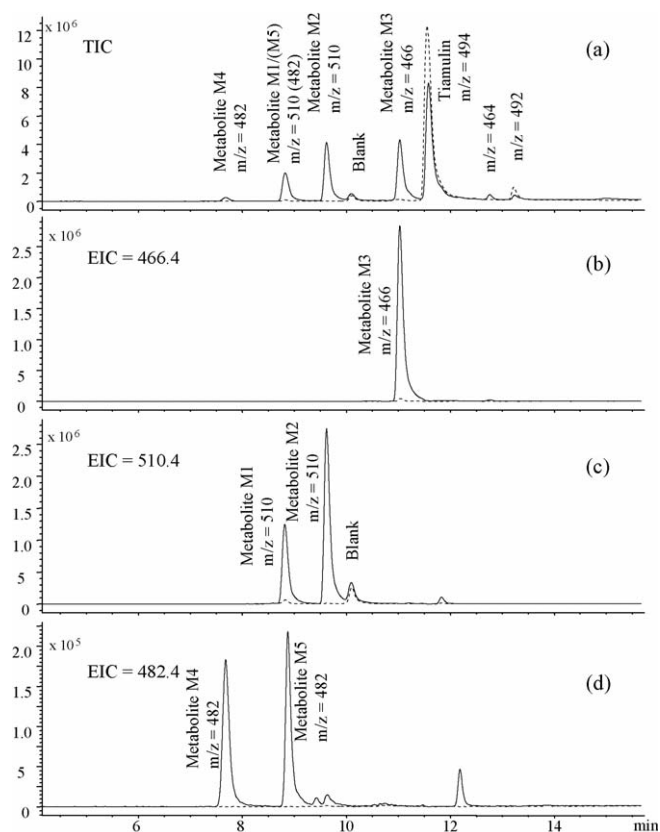 x 10⁶
TIC
(a)
Metabolite M4
m/z = 482
Metabolite M1/(M5)
m/z = 510 (482)
Metabolite M2
m/z = 510
Blank
Metabolite M3
m/z = 466
Tiamulin
m/z = 494
m/z = 464
m/z = 492
12
10
8
6
4
2
0
x 10⁶
EIC = 466.4
(b)
Metabolite M3
m/z = 466
2.5
2.0
1.5
1.0
5
0
x 10⁶
EIC = 510.4
(c)
Metabolite M1
m/z = 510
Metabolite M2
m/z = 510
Blank
2.5
2.0
1.5
1.0
5
0
x 10⁵
EIC = 482.4
(d)
Metabolite M4
m/z = 482
Metabolite M5
m/z = 482
2.0
1.5
1.0
5
0
6
8
10
12
14
min